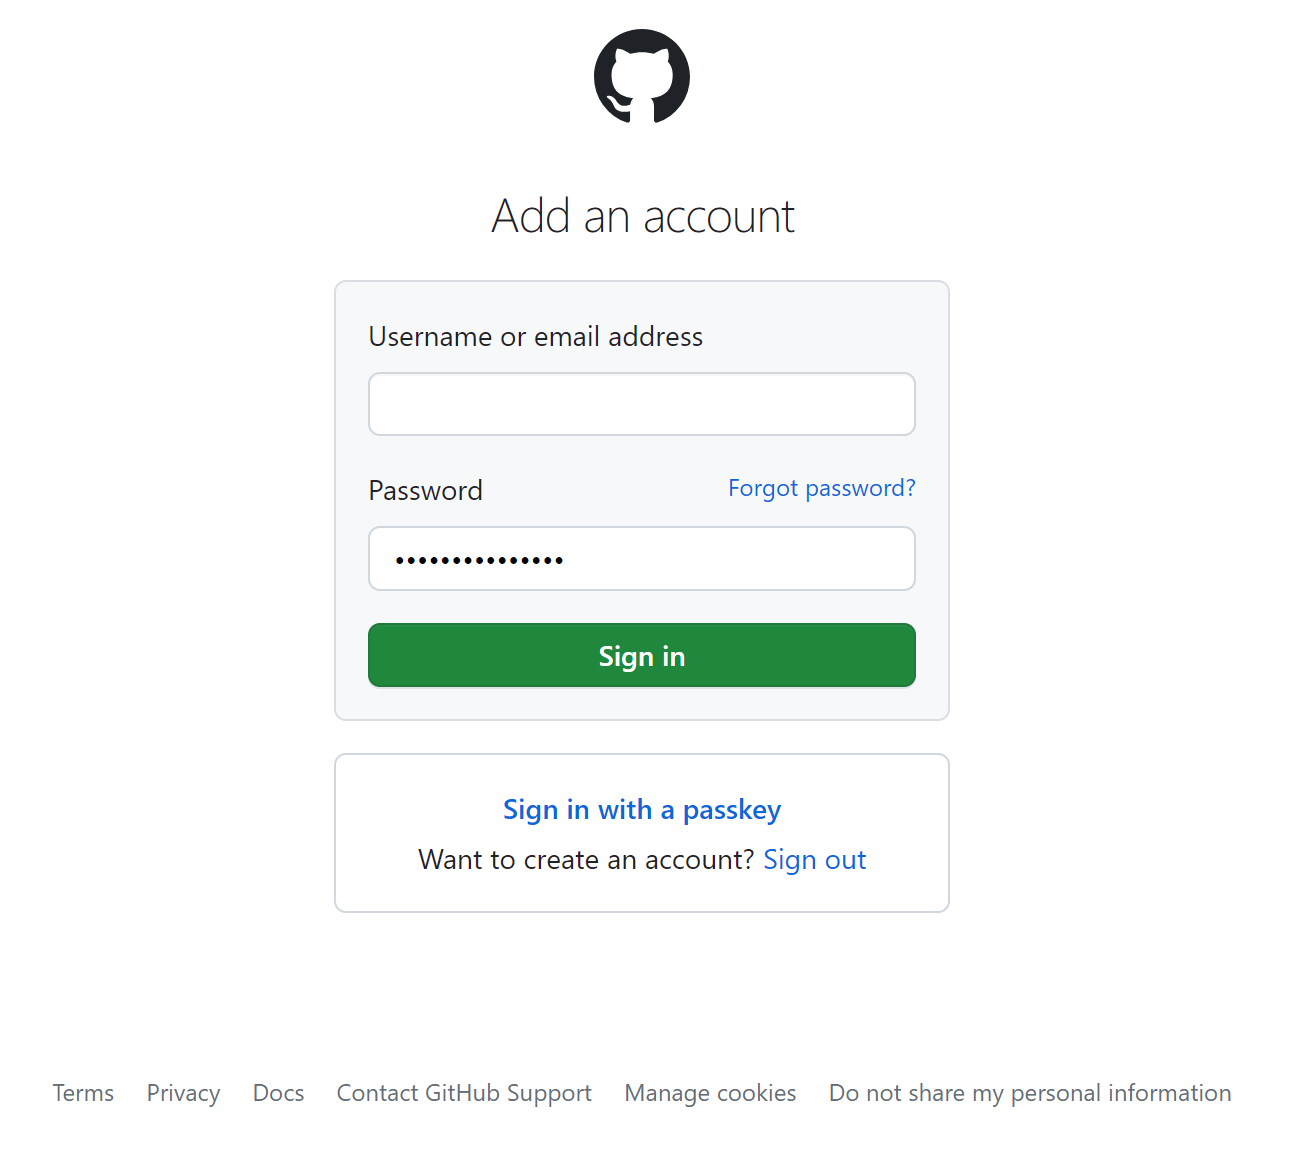 Add an account
Username or email address
Password Forgot password?
•••••••••••••••
Sign in
Sign in with a passkey
Want to create an account? Sign out
Terms Privacy Docs Contact GitHub Support Manage cookies Do not share my personal information